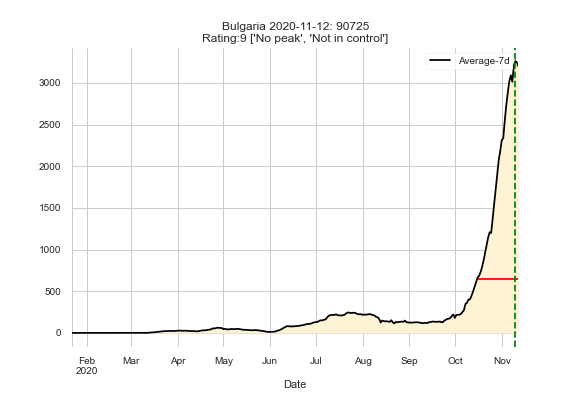 Bulgaria 2020-11-12: 90725
Rating:9 ['No peak', 'Not in control']
Average-7d
3000
2500
2000
1500
1000
500
0
Feb Mar Apr May Jun Jul Aug Sep Oct Nov
2020
Date